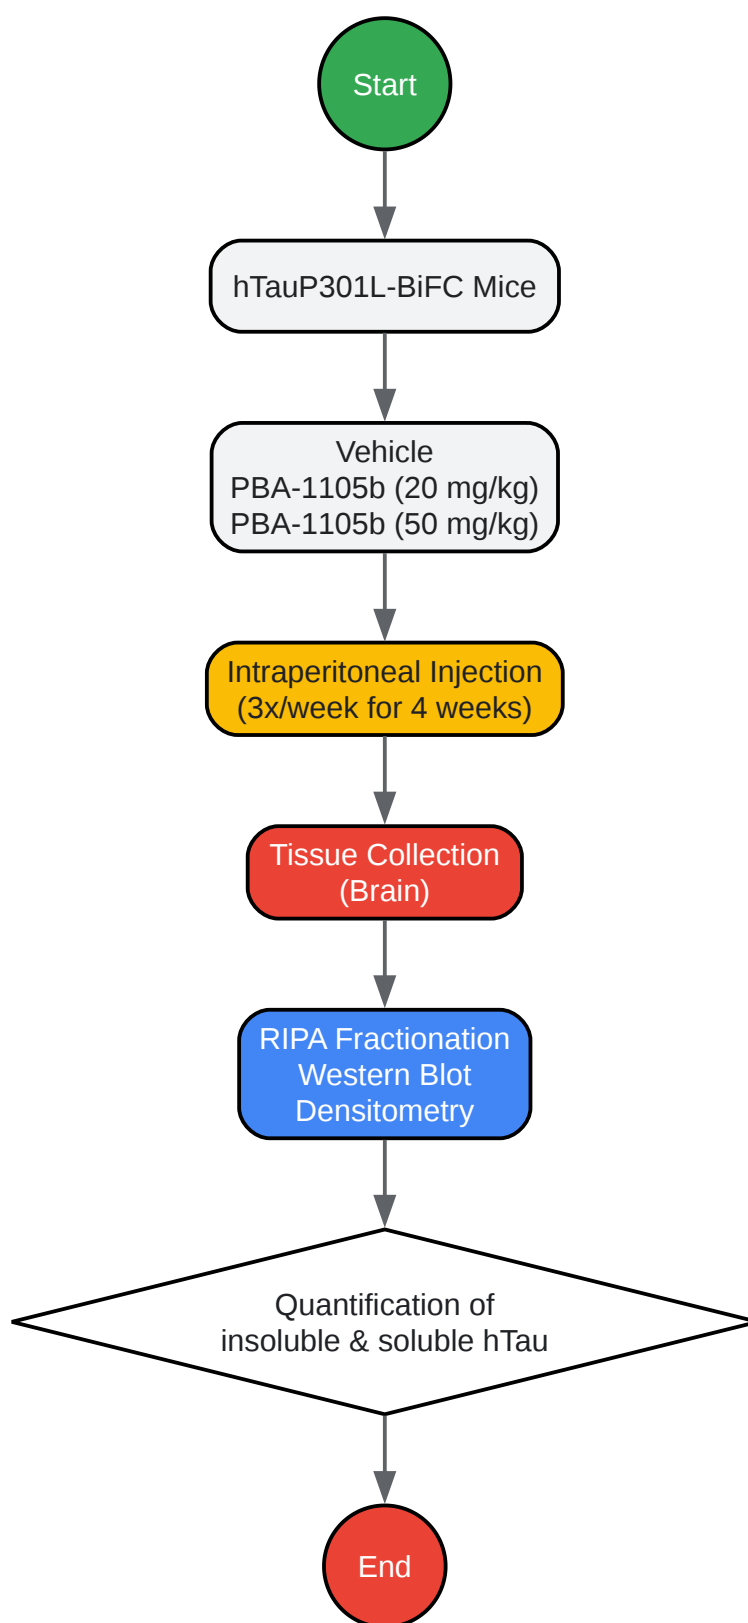 Start
hTauP301L-BiFC Mice
Vehicle
PBA-1105b (20 mg/kg)
PBA-1105b (50 mg/kg)
Intraperitoneal Injection
(3x/week for 4 weeks)
Tissue Collection
(Brain)
RIPA Fractionation
Western Blot
Densitometry
Quantification of
insoluble & soluble hTau
End